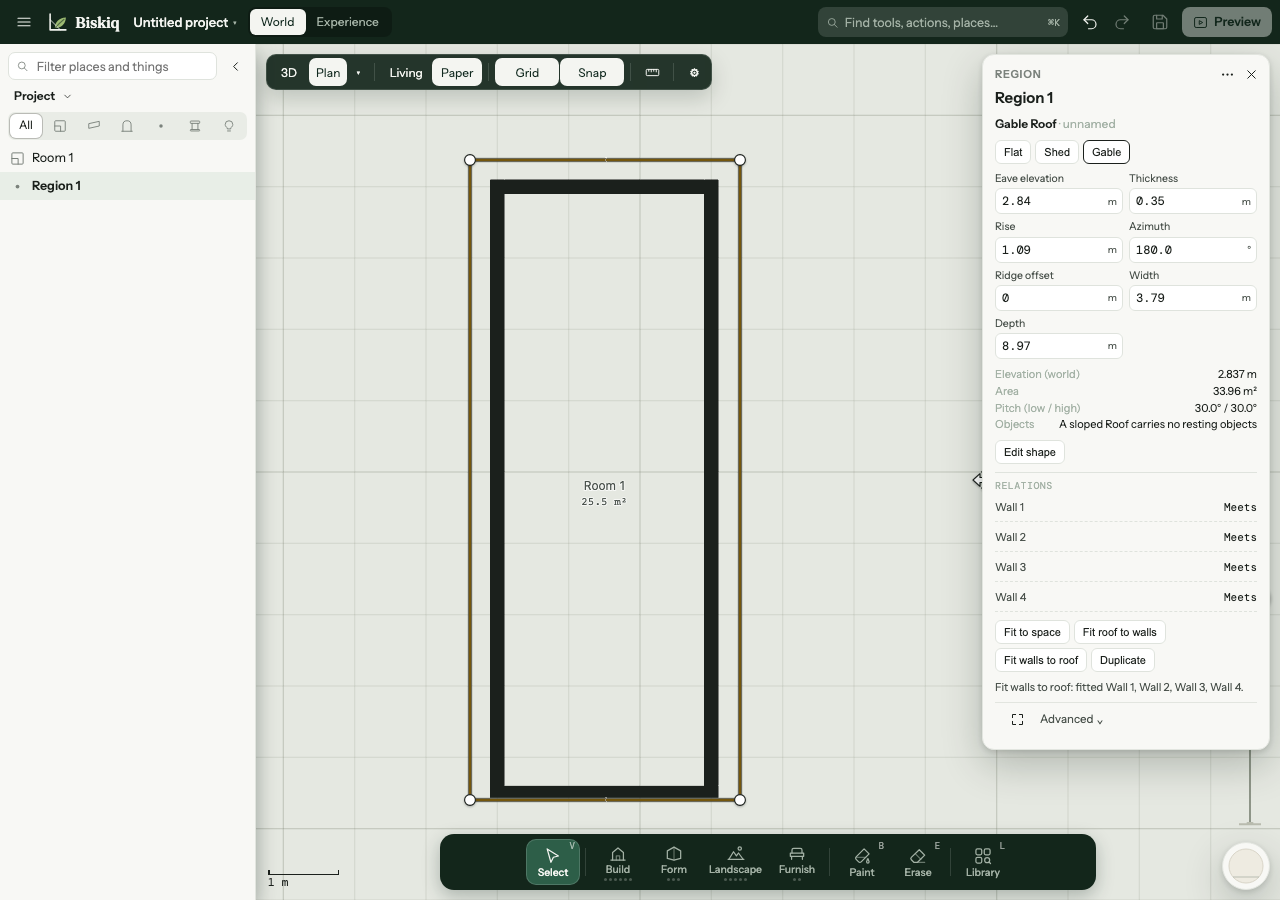 Biskiq
Untitled project
World
Experience
Find tools, actions, places...
⌘K
Preview
Filter places and things
Project
All
Room 1
Region 1
3D
Plan
Living
Paper
Grid
Snap
Room 1
25.5 m²
1 m
REGION
Region 1
Gable Roof · unnamed
Flat
Shed
Gable
Eave elevation
Thickness
2.84 m
0.35 m
Rise
Azimuth
1.09 m
180.0 °
Ridge offset
Width
0 m
3.79 m
Depth
8.97 m
Elevation (world) 2.837 m
Area 33.96 m²
Pitch (low / high) 30.0° / 30.0°
Objects A sloped Roof carries no resting objects
Edit shape
RELATIONS
Wall 1 Meets
Wall 2 Meets
Wall 3 Meets
Wall 4 Meets
Fit to space
Fit roof to walls
Fit walls to roof
Duplicate
Fit walls to roof: fitted Wall 1, Wall 2, Wall 3, Wall 4.
Advanced
V
Select
Build
Form
Landscape
Furnish
B
Paint
E
Erase
L
Library